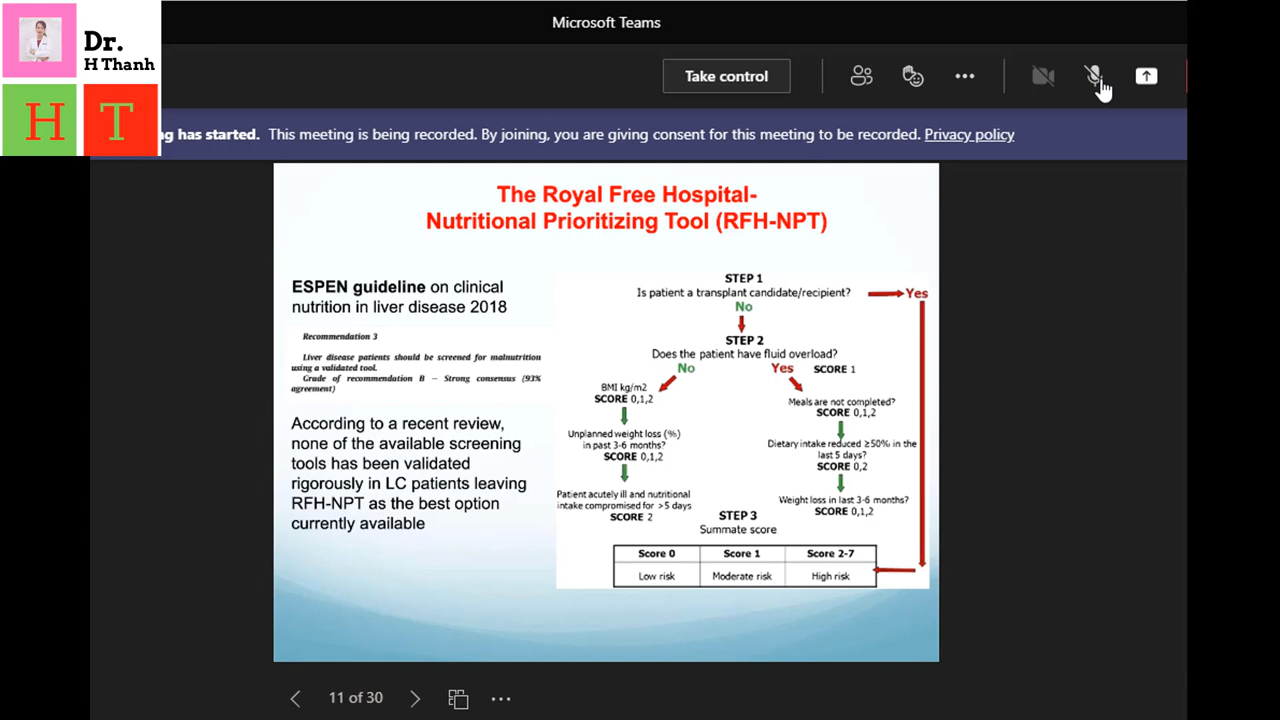 Microsoft Teams
Dr.
H Thanh
H T
Take control
ng has started. This meeting is being recorded. By joining, you are giving consent for this meeting to be recorded. Privacy policy
The Royal Free Hospital-
Nutritional Prioritizing Tool (RFH-NPT)
ESPEN guideline on clinical
nutrition in liver disease 2018
Recommendation 3
Liver disease patients should be screened for malnutrition
using a validated tool.
Grade of recommendation B – Strong consensus (93%
agreement)
According to a recent review,
none of the available screening
tools has been validated
rigorously in LC patients leaving
RFH-NPT as the best option
currently available
STEP 1
Is patient a transplant candidate/recipient?
Yes
No
STEP 2
Does the patient have fluid overload?
No
Yes
SCORE 1
BMI kg/m2
SCORE 0,1,2
Unplanned weight loss (%)
in past 3-6 months?
SCORE 0,1,2
Patient acutely ill and nutritional
intake compromised for >5 days
SCORE 2
Meals are not completed?
SCORE 0,1,2
Dietary intake reduced ≥50% in the
last 5 days?
SCORE 0,2
Weight loss in last 3-6 months?
SCORE 0,1,2
STEP 3
Summate score
Score 0 Score 1 Score 2-7
Low risk Moderate risk High risk
11 of 30